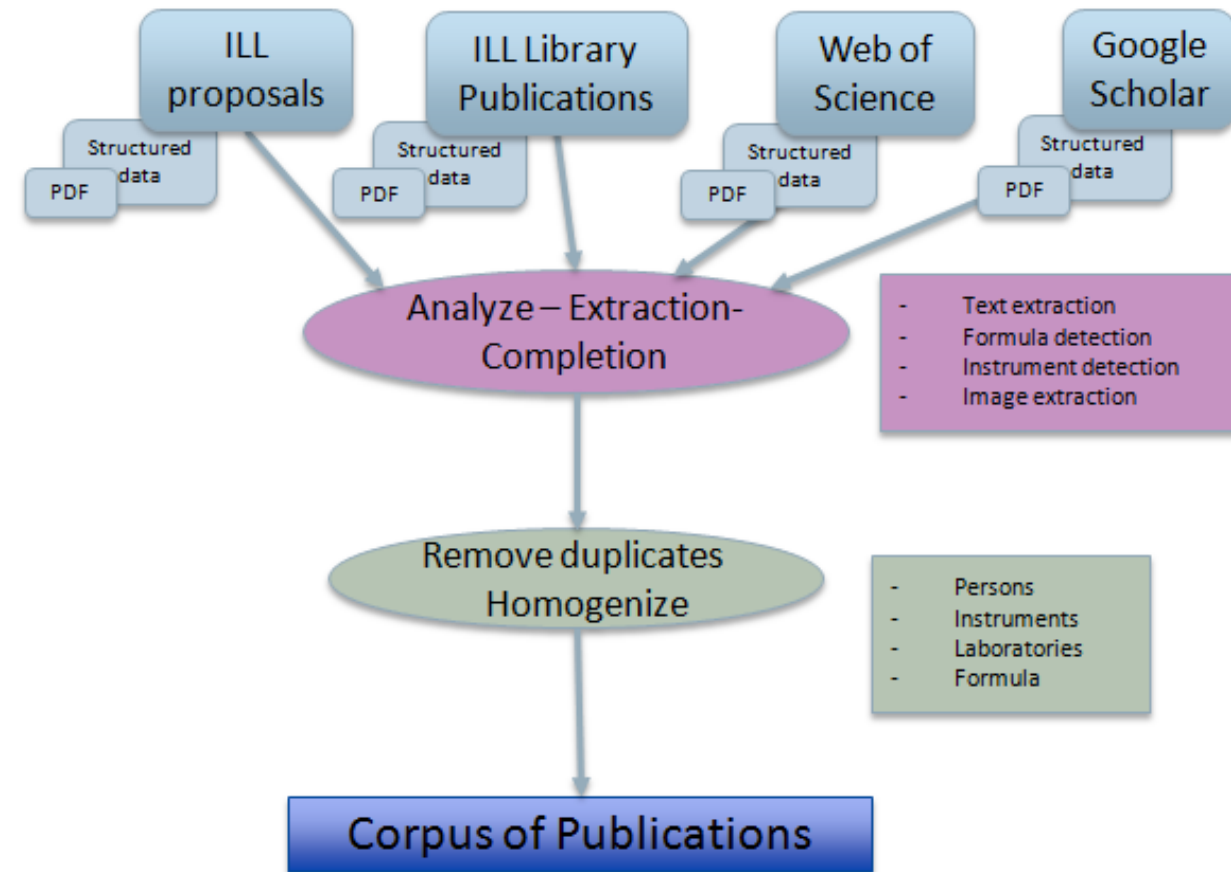 ILL
proposals
ILL Library
Publications
Web of
Science
Google
Scholar
Structured
data
PDF
Structured
data
PDF
Structured
data
PDF
Structured
data
PDF
Analyze – Extraction-
Completion
- Text extraction
- Formula detection
- Instrument detection
- Image extraction
Remove duplicates
Homogenize
- Persons
- Instruments
- Laboratories
- Formula
Corpus of Publications